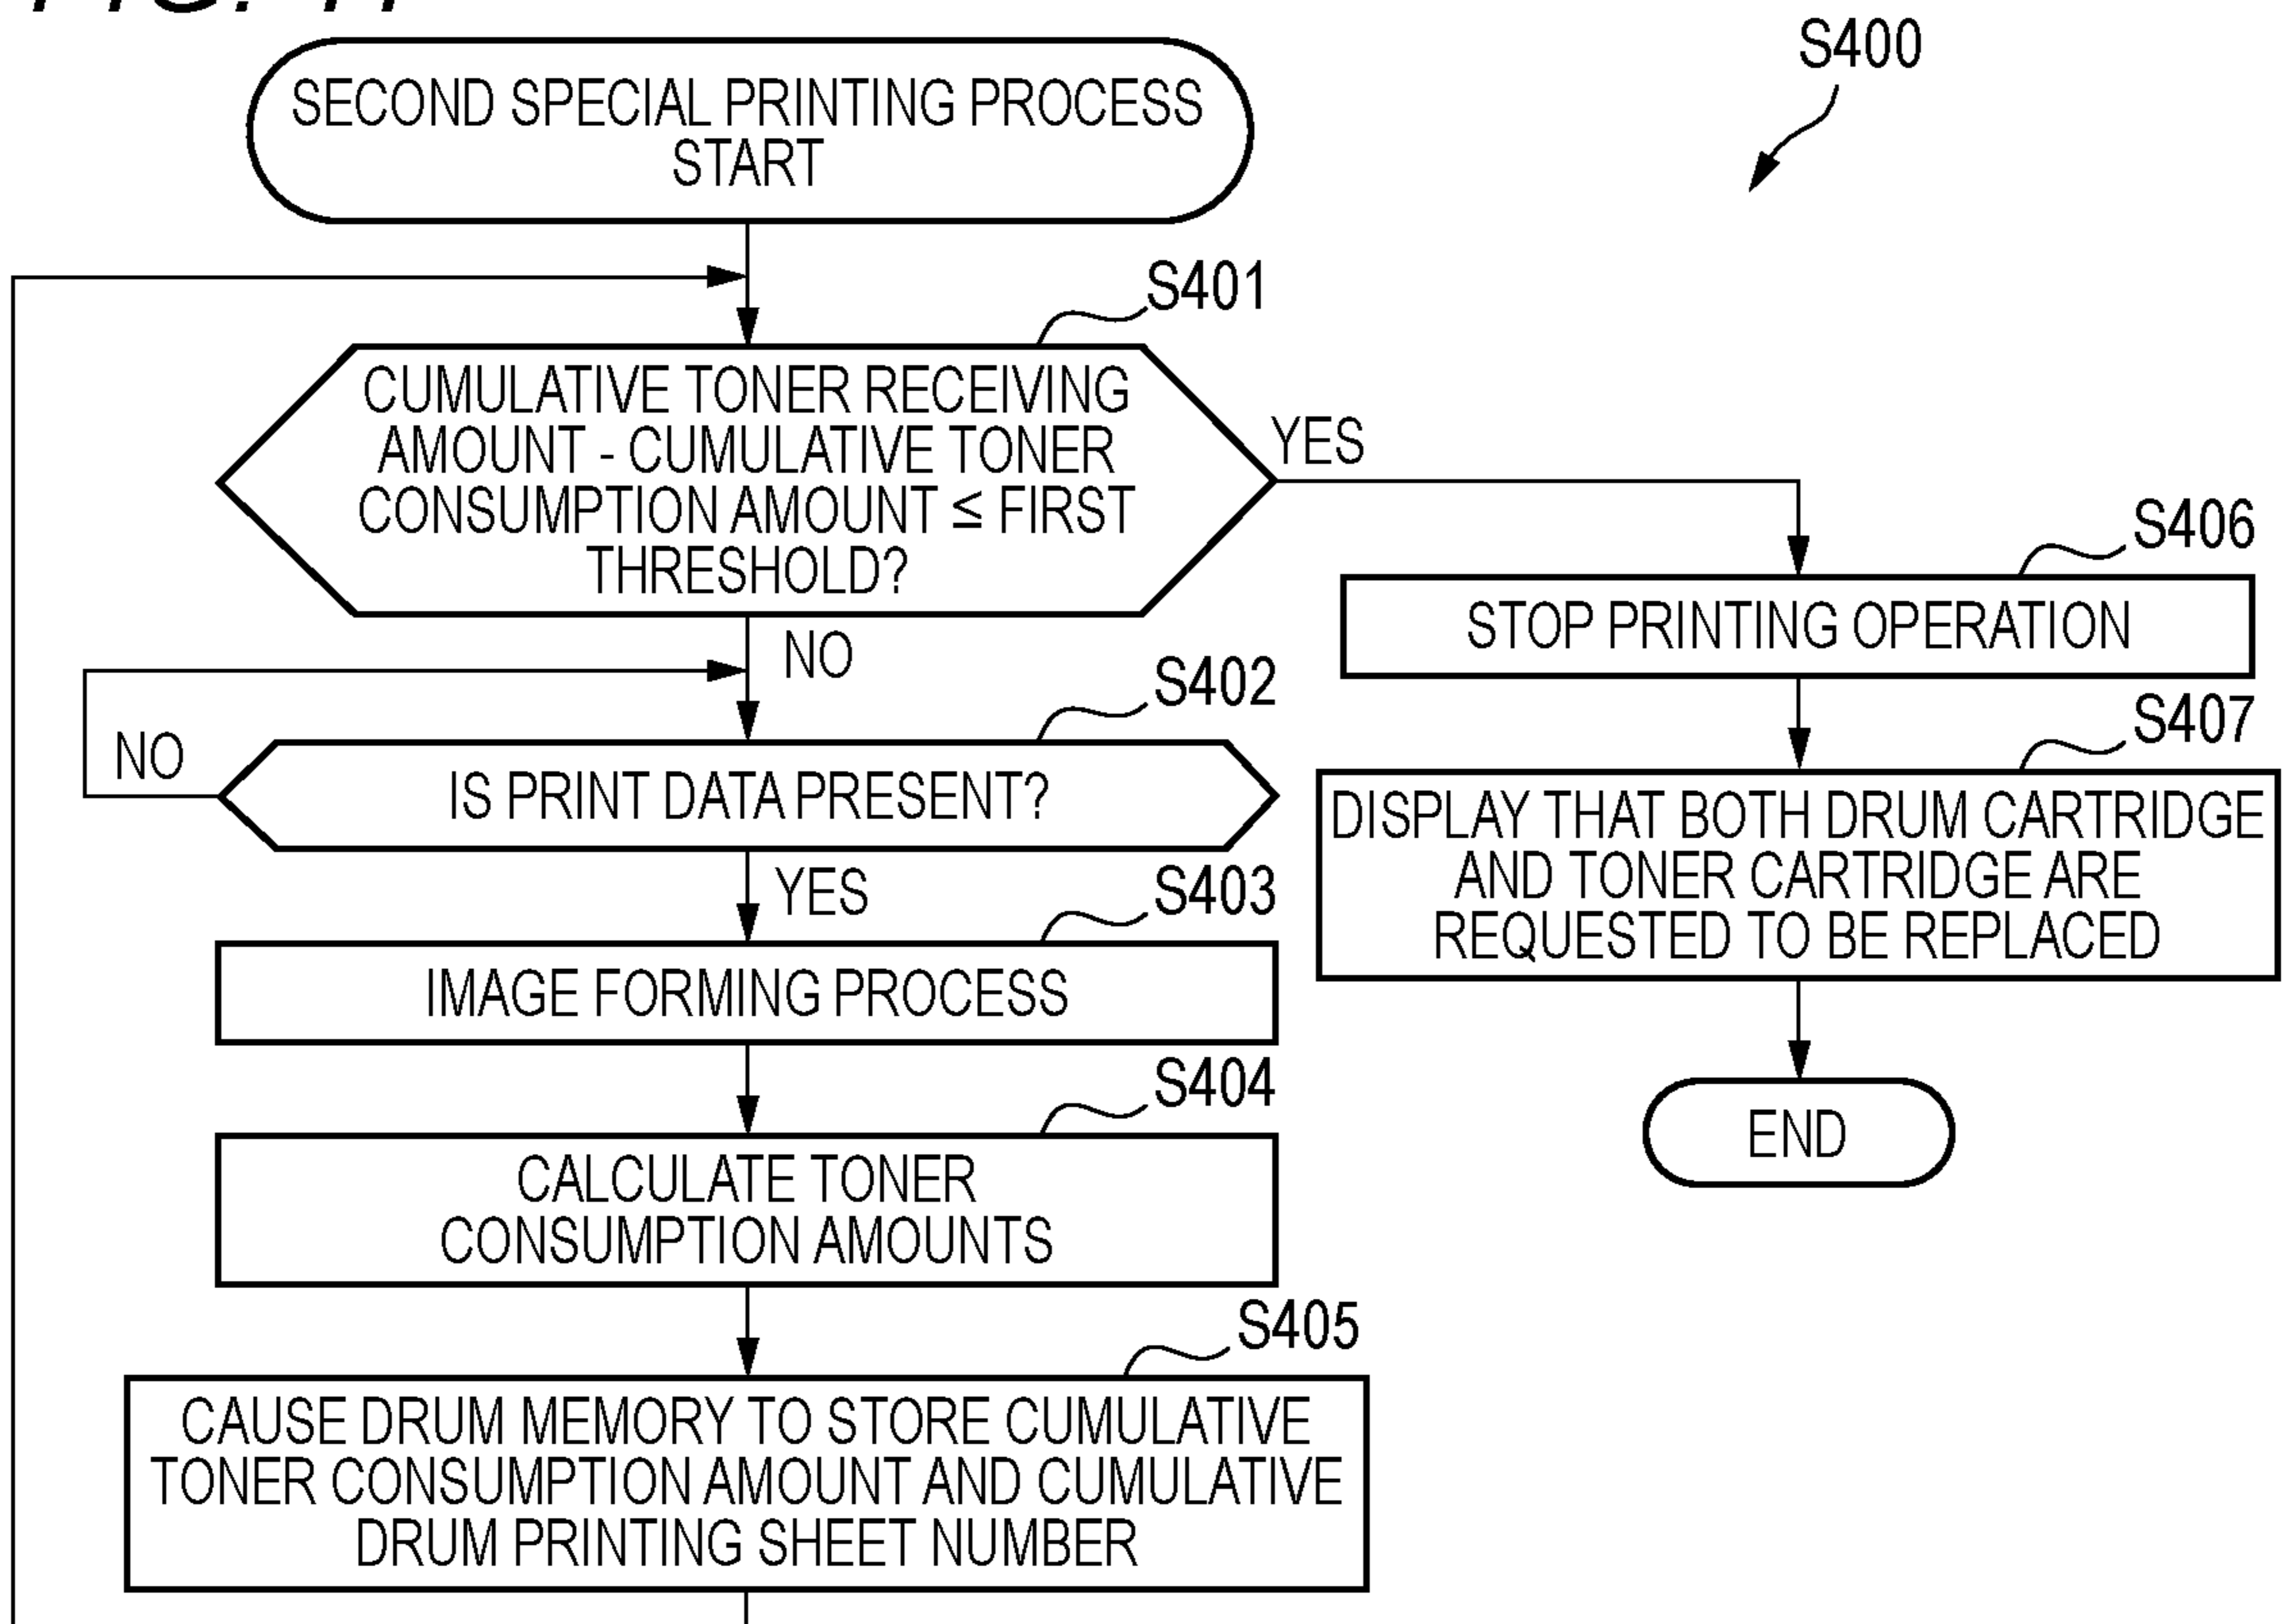 S400
SECOND SPECIAL PRINTING PROCESS
START
S401
CUMULATIVE TONER RECEIVING
AMOUNT - CUMULATIVE TONER
CONSUMPTION AMOUNT ≤ FIRST
THRESHOLD?
YES
NO
S402
IS PRINT DATA PRESENT?
NO
YES
S403
IMAGE FORMING PROCESS
S404
CALCULATE TONER
CONSUMPTION AMOUNTS
S405
CAUSE DRUM MEMORY TO STORE CUMULATIVE
TONER CONSUMPTION AMOUNT AND CUMULATIVE
DRUM PRINTING SHEET NUMBER
S406
STOP PRINTING OPERATION
S407
DISPLAY THAT BOTH DRUM CARTRIDGE
AND TONER CARTRIDGE ARE
REQUESTED TO BE REPLACED
END